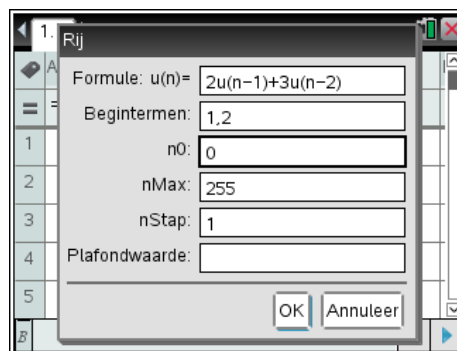 1.
Rij
A
Formule: u(n)= 2u(n−1)+3u(n−2)
= =
Begintermen: 1,2
1
n0: 0
2
nMax: 255
3
nStap: 1
4
Plafondwaarde:
5
OK Annuleer
B